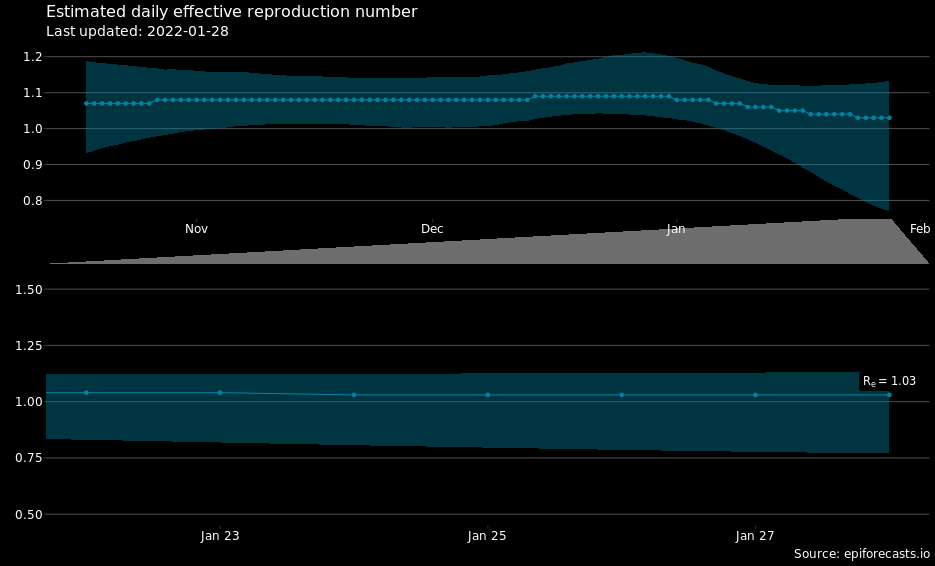 Estimated daily effective reproduction number
Last updated: 2022-01-28
1.2
1.1
1.0
0.9
0.8
Nov
Dec
Jan
Feb
1.50
1.25
1.00
0.75
0.50
Re = 1.03
Jan 23
Jan 25
Jan 27
Source: epiforecasts.io